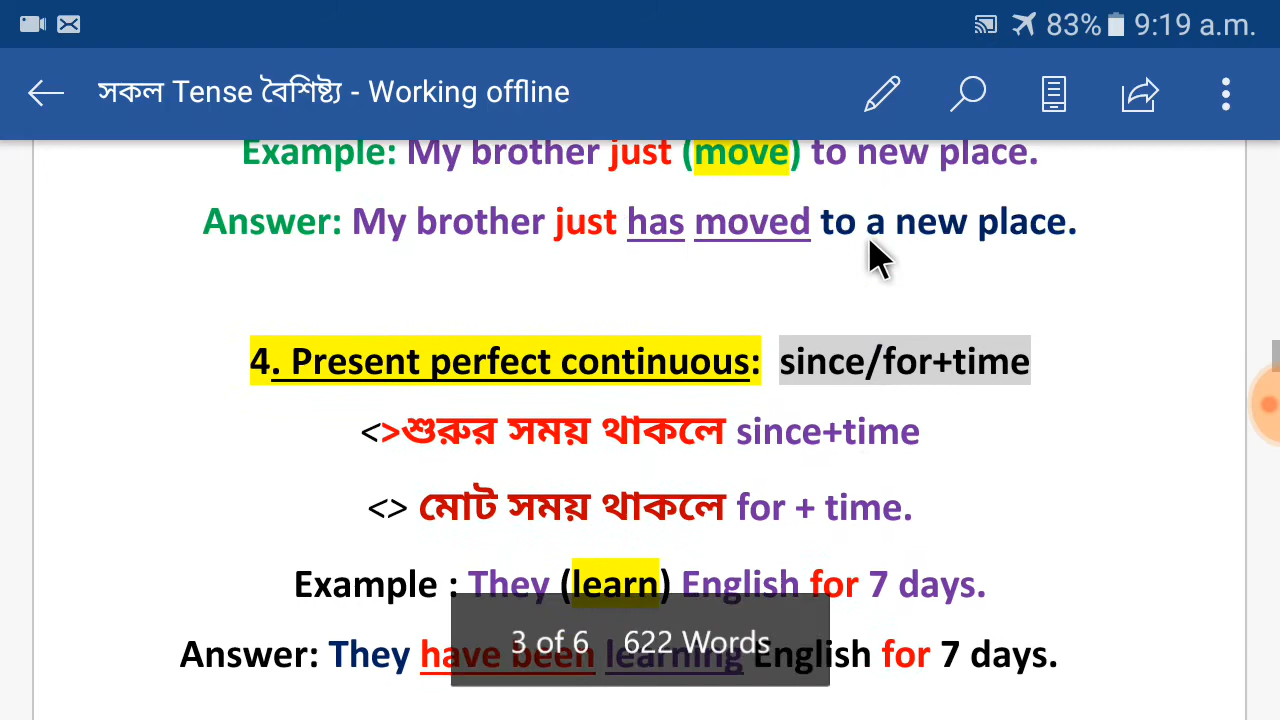 83% 9:19 a.m.
সকল Tense বৈশিষ্ট্য - Working offline
Example: My brother just (move) to new place.
Answer: My brother just has moved to a new place.
4. Present perfect continuous: since/for+time
<>শুরুর সময় থাকলে since+time
<> মোট সময় থাকলে for + time.
Example : They (learn) English for 7 days.
3 of 6 622 Words
Answer: They have been learning English for 7 days.